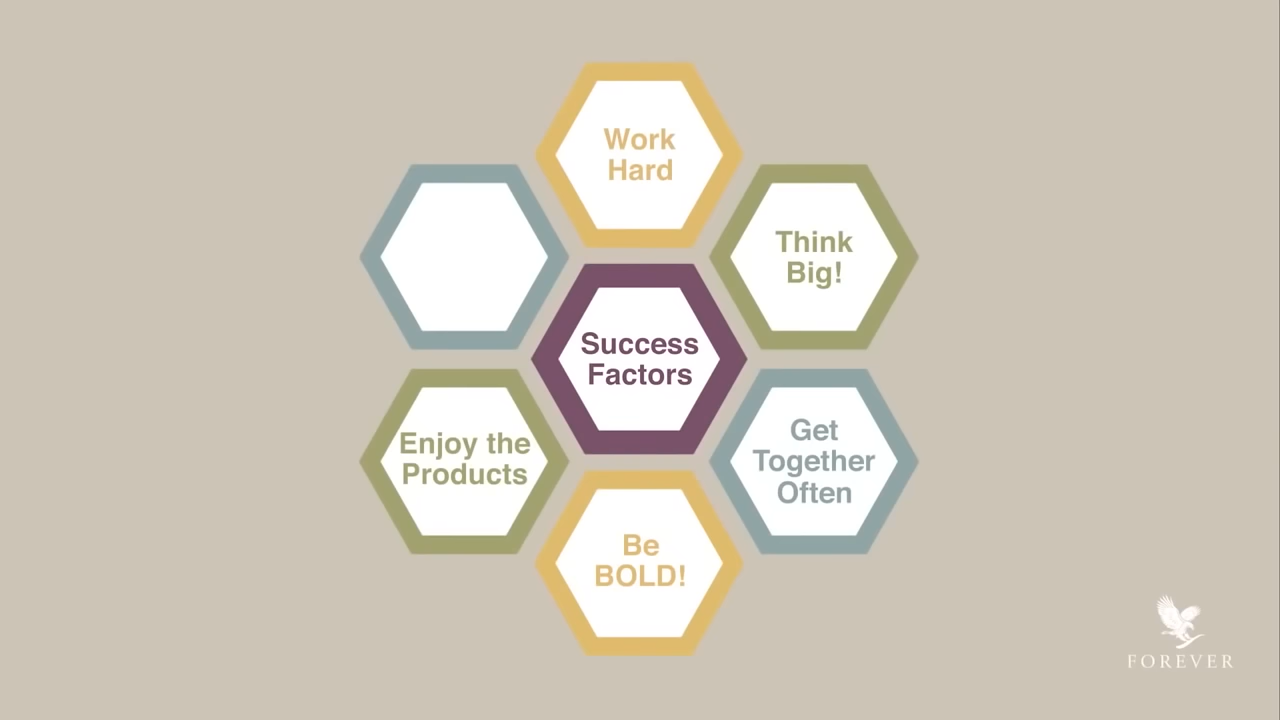 Work
Hard
Think
Big!
Success
Factors
Get
Together
Often
Enjoy the
Products
Be
BOLD!
FOREVER